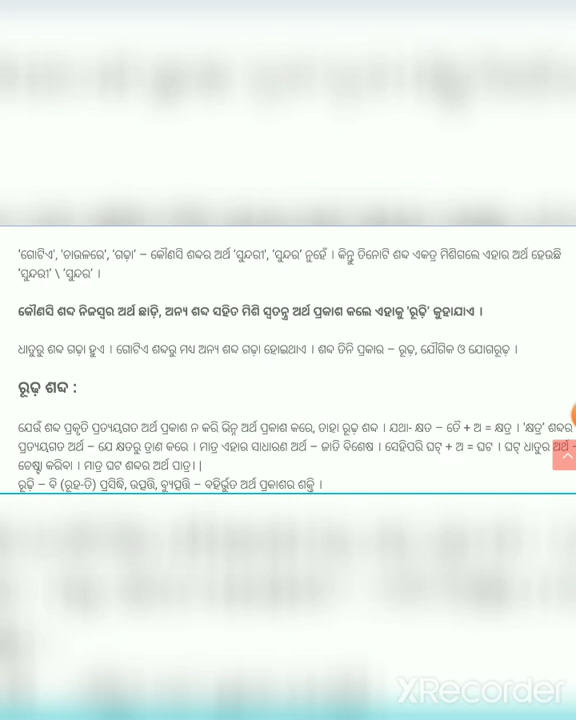 'ଗୋଟିଏ', 'ଚାଉଳରେ', 'ଗଢ଼ା' – କୌଣସି ଶବ୍ଦର ଅର୍ଥ 'ସୁନ୍ଦରୀ', 'ସୁନ୍ଦର' ନୁହେଁ । କିନ୍ତୁ ତିନୋଟି ଶବ୍ଦ ଏକତ୍ର ମିଶିଗଲେ ଏହାର ଅର୍ଥ ହେଉଛି
'ସୁନ୍ଦରୀ' \ 'ସୁନ୍ଦର' ।
କୌଣସି ଶବ୍ଦ ନିଜସ୍ୱର ଅର୍ଥ ଛାଡ଼ି, ଅନ୍ୟ ଶବ୍ଦ ସହିତ ମିଶି ସ୍ୱତନ୍ତ୍ର ଅର୍ଥ ପ୍ରକାଶ କଲେ ଏହାକୁ 'ରୂଢ଼ି' କୁହାଯାଏ ।
ଧାତୁରୁ ଶବ୍ଦ ଗଢ଼ା ହୁଏ । ଗୋଟିଏ ଶବ୍ଦରୁ ମଧ୍ୟ ଅନ୍ୟ ଶବ୍ଦ ଗଢ଼ା ହୋଇଥାଏ । ଶବ୍ଦ ତିନି ପ୍ରକାର – ରୂଢ଼, ଯୌଗିକ ଓ ଯୋଗରୂଢ଼ ।
ରୂଢ଼ ଶବ୍ଦ :
ଯେଉଁ ଶବ୍ଦ ପ୍ରକୃତି ପ୍ରତ୍ୟୟଗତ ଅର୍ଥ ପ୍ରକାଶ ନ କରି ଭିନ୍ନ ଅର୍ଥ ପ୍ରକାଶ କରେ, ତାହା ରୂଢ଼ ଶବ୍ଦ । ଯଥା- କ୍ଷତ – ତୈ + ଅ = କ୍ଷତ୍ର । 'କ୍ଷତ୍ର' ଶବ୍ଦର
ପ୍ରତ୍ୟୟଗତ ଅର୍ଥ – ଯେ କ୍ଷତରୁ ତ୍ରାଣ କରେ । ମାତ୍ର ଏହାର ସାଧାରଣ ଅର୍ଥ – ଜାତି ବିଶେଷ । ସେହିପରି ଘଟ୍ + ଅ = ଘଟ । ଘଟ୍ ଧାତୁର ଅର୍ଥ –
ଚେଷ୍ଟା କରିବା । ମାତ୍ର ଘଟ ଶବ୍ଦର ଅର୍ଥ ପାତ୍ର। |
ରୂଢ଼ି – ବି (ରୂହ-ତି) ପ୍ରସିଦ୍ଧି, ଉତ୍ପତ୍ତି, ବ୍ୟୁତ୍ପତ୍ତି – ବହିର୍ଭୁତ ଅର୍ଥ ପ୍ରକାଶର ଶକ୍ତି ।
XRecorder